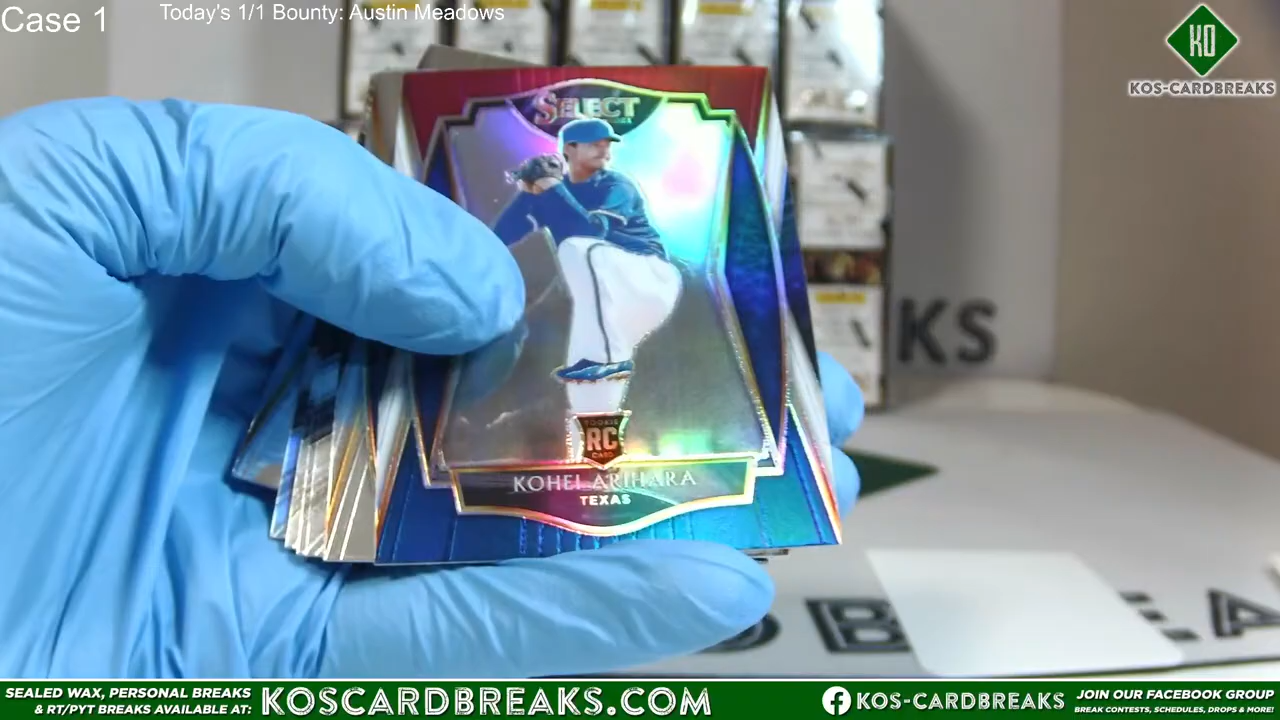 Case 1
Today's 1/1 Bounty: Austin Meadows
KO
KOS-CARDBREAKS
SELECT
KS
ROOKIE
RC
CARD
KOHEI ARIHARA
TEXAS
SEALED WAX, PERSONAL BREAKS
& RT/PYT BREAKS AVAILABLE AT:
KOSCARDBREAKS.COM
KOS-CARDBREAKS
JOIN OUR FACEBOOK GROUP
BREAK CONTESTS, SCHEDULES, DROPS & MORE!